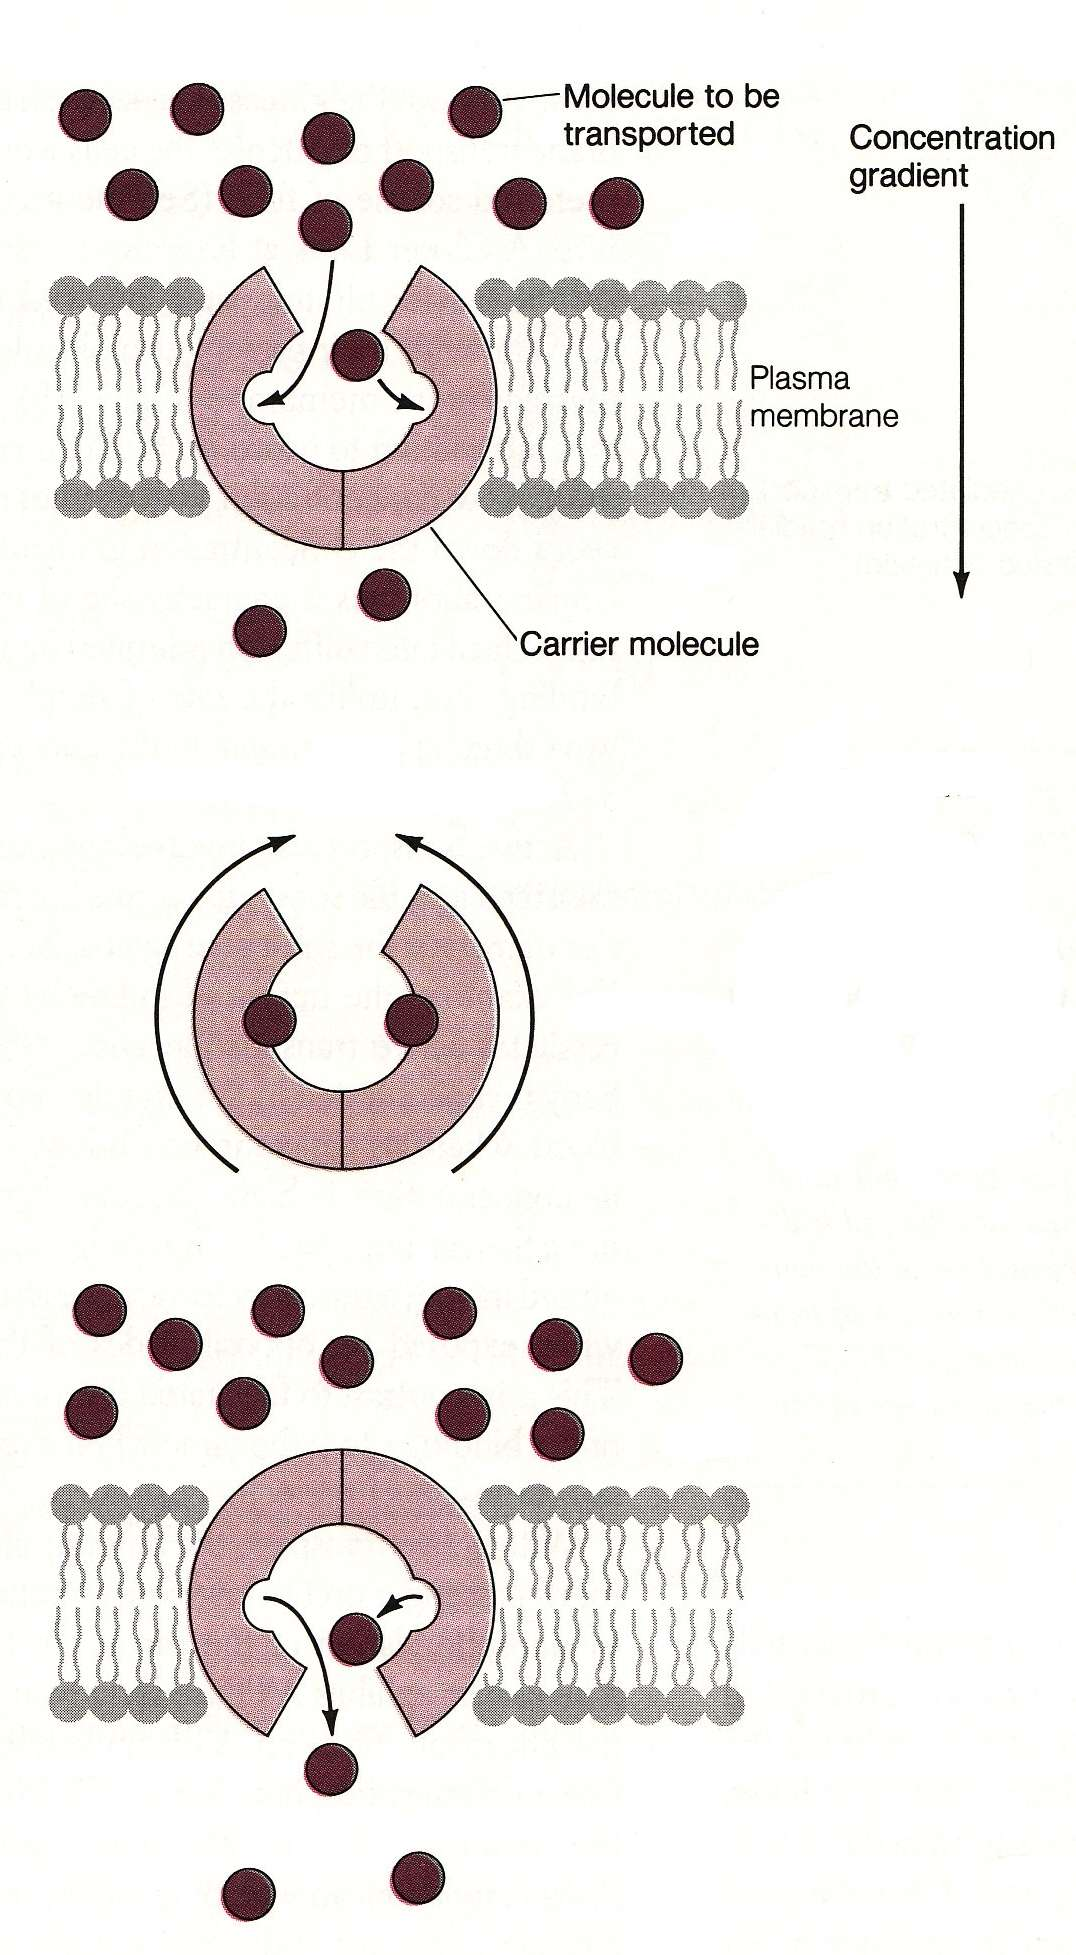 Molecule to be
transported
Concentration
gradient
Plasma
membrane
Carrier molecule